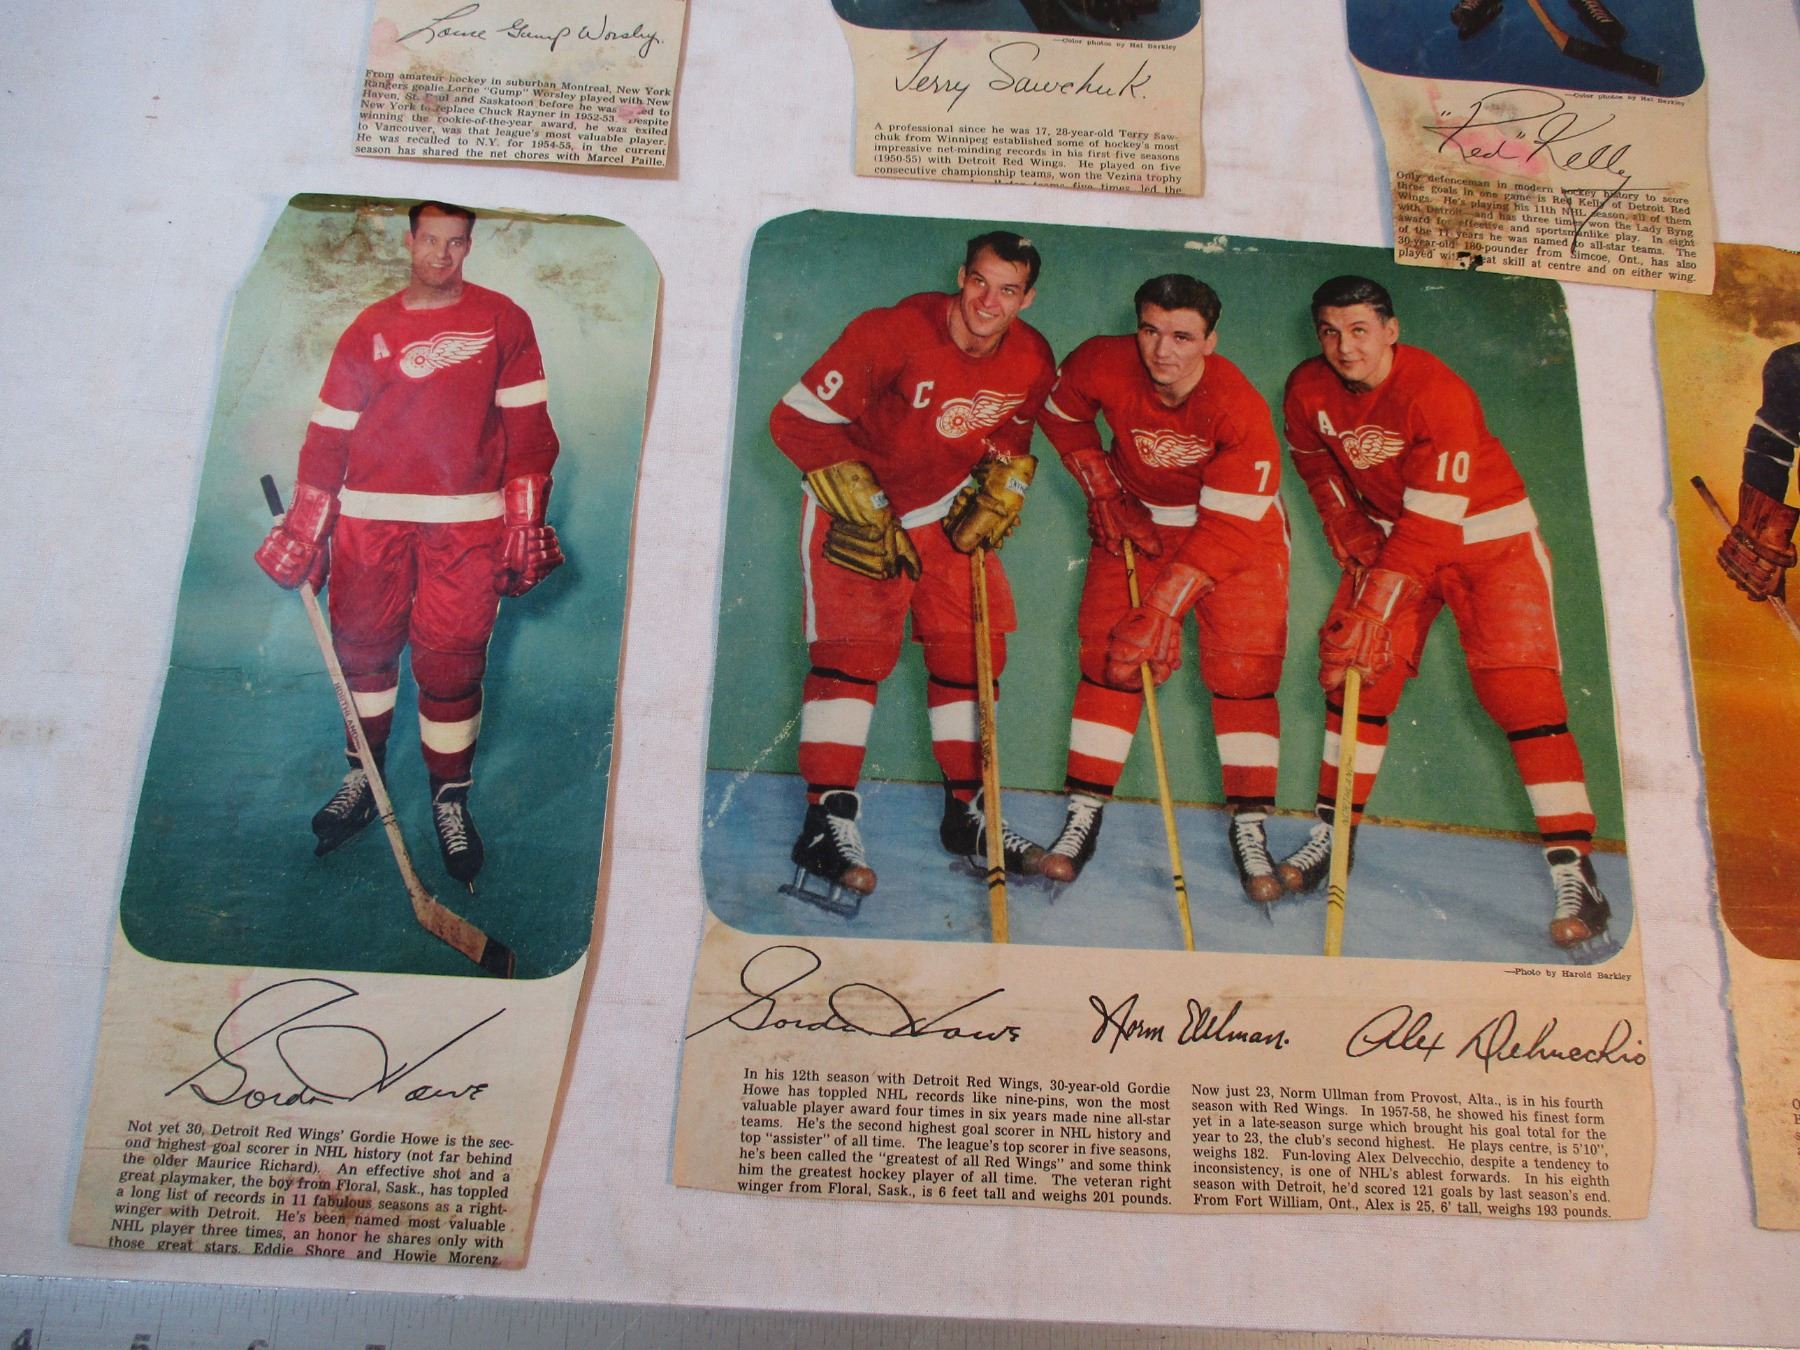 Lorne Gump Worsley.
From amateur hockey in suburban Montreal, New York
Rangers goalie Lorne "Gump" Worsley played with New
Haven, St. Paul and Saskatoon before he was ed to
New York to replace Chuck Rayner in 1952-53. Despite
winning the rookie-of-the-year award, he was exiled
to Vancouver, was that league's most valuable player.
He was recalled to N.Y. for 1954-55, in the current
season has shared the net chores with Marcel Paille.
—Color photos by Hal Barkley
Terry Sawchuk.
A professional since he was 17, 28-year-old Terry Saw-
chuk from Winnipeg established some of hockey's most
impressive net-minding records in his first five seasons
(1950-55) with Detroit Red Wings. He played on five
consecutive championship teams, won the Vezina trophy
teams five times, led the
—Color photos by Hal Barkley
"Red" Kelly
Only defenceman in modern hockey history to score
three goals in one game is Red Kelly of Detroit Red
Wings. He's playing his 11th NHL season, all of them
with Detroit—and has three times won the Lady Byng
award for effective and sportsmanlike play. In eight
of the 11 years he was named to all-star teams. The
30-year-old 180-pounder from Simcoe, Ont., has also
played with great skill at centre and on either wing.
A
NORTHLAND
Gordie Howe
Not yet 30, Detroit Red Wings' Gordie Howe is the sec-
ond highest goal scorer in NHL history (not far behind
the older Maurice Richard). An effective shot and a
great playmaker, the boy from Floral, Sask., has toppled
a long list of records in 11 fabulous seasons as a right-
winger with Detroit. He's been named most valuable
NHL player three times, an honor he shares only with
those great stars, Eddie Shore and Howie Morenz.
9 C
7
A 10
7
—Photo by Harold Barkley
Gordie Howe Norm Ullman. Alex Delvecchio
In his 12th season with Detroit Red Wings, 30-year-old Gordie
Howe has toppled NHL records like nine-pins, won the most
valuable player award four times in six years made nine all-star
teams. He's the second highest goal scorer in NHL history and
top "assister" of all time. The league's top scorer in five seasons,
he's been called the "greatest of all Red Wings" and some think
him the greatest hockey player of all time. The veteran right
winger from Floral, Sask., is 6 feet tall and weighs 201 pounds.
Now just 23, Norm Ullman from Provost, Alta., is in his fourth
season with Red Wings. In 1957-58, he showed his finest form
yet in a late-season surge which brought his goal total for the
year to 23, the club's second highest. He plays centre, is 5'10",
weighs 182. Fun-loving Alex Delvecchio, despite a tendency to
inconsistency, is one of NHL's ablest forwards. In his eighth
season with Detroit, he'd scored 121 goals by last season's end.
From Fort William, Ont., Alex is 25, 6' tall, weighs 193 pounds.
4 5 6 7